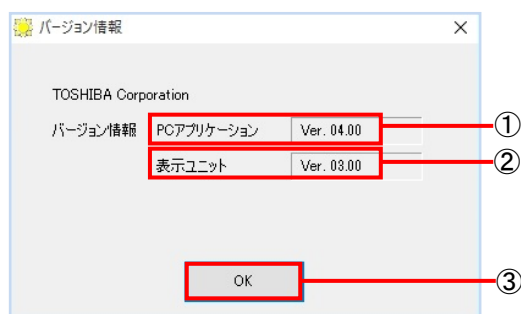 バージョン情報
TOSHIBA Corporation
バージョン情報 PCアプリケーション Ver. 04.00 ①
表示ユニット Ver. 03.00 ②
OK ③